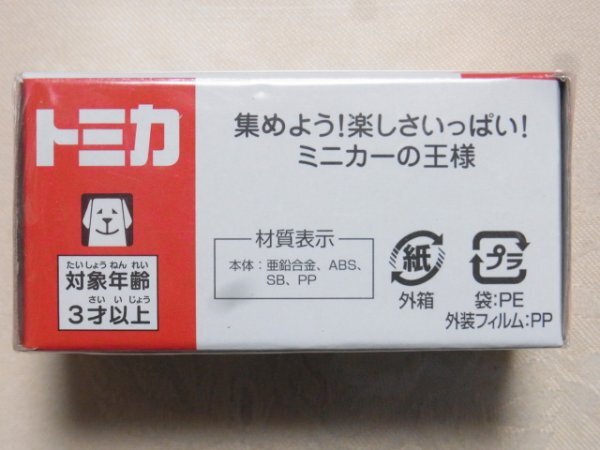 トミカ
たいしょうねんれい
対象年齢
さいいじょう
3才以上
集めよう!楽しさいっぱい!
ミニカーの王様
材質表示
本体:亜鉛合金、ABS、
SB、PP
紙
外箱
プラ
袋:PE
外装フィルム:PP